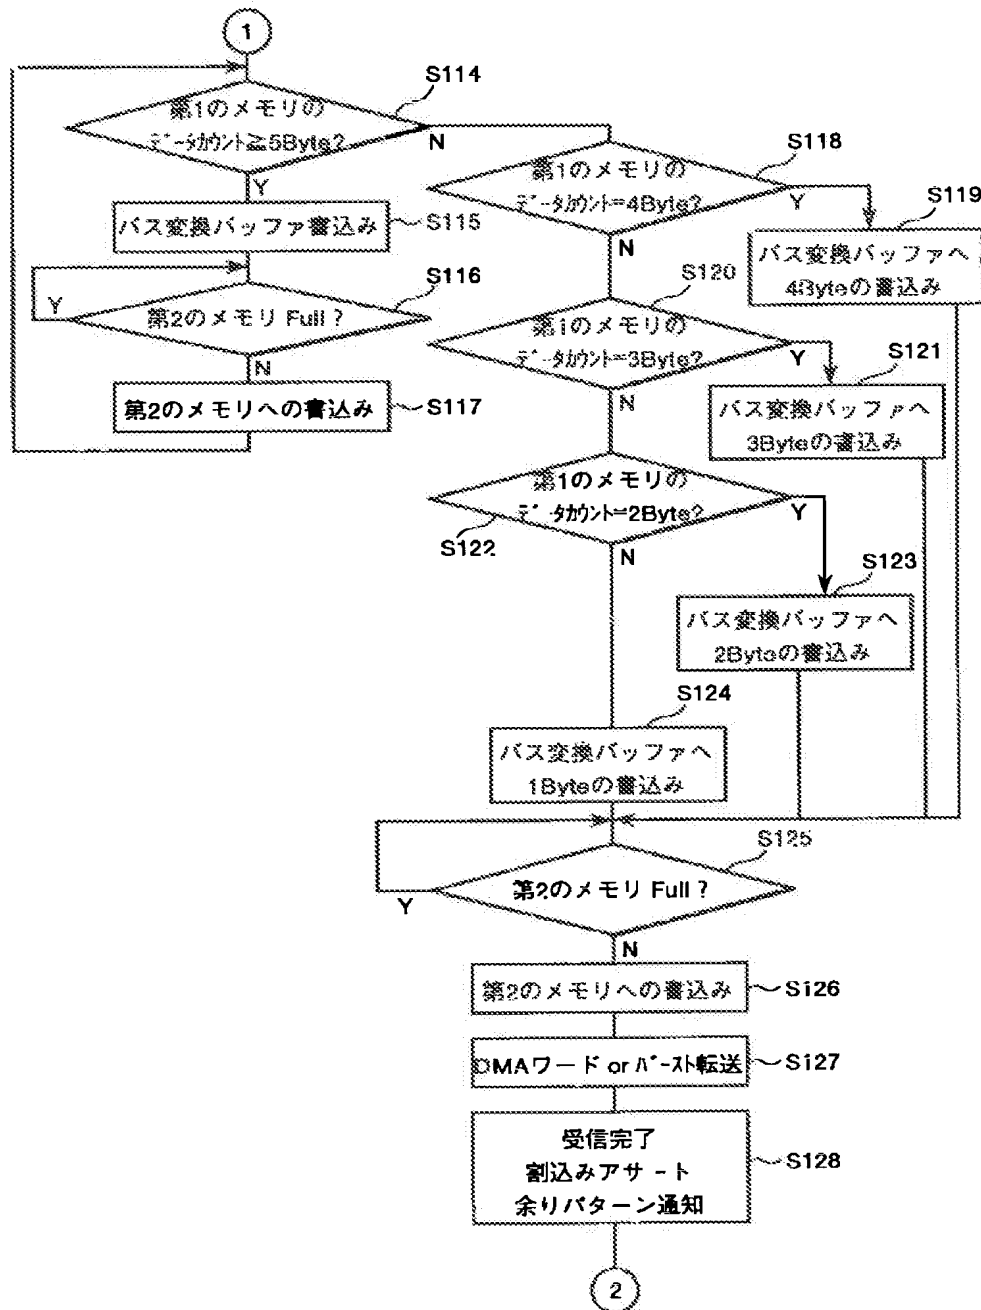 1
S114
第1のメモリの
データカウント≧5Byte?
N
Y
S115
バス変換バッファ書込み
S116
Y
第2のメモリ Full ?
N
S117
第2のメモリへの書込み
S118
第1のメモリの
データカウント=4Byte?
Y
N
S119
バス変換バッファへ
4Byteの書込み
S120
第1のメモリの
データカウント=3Byte?
Y
N
S121
バス変換バッファへ
3Byteの書込み
第1のメモリの
データカウント=2Byte?
Y
S122
N
S123
バス変換バッファへ
2Byteの書込み
S124
バス変換バッファへ
1Byteの書込み
S125
第2のメモリ Full ?
Y
N
第2のメモリへの書込み
S126
DMAワード or バースト転送
S127
受信完了
割込みアサート
余りパターン通知
S128
2